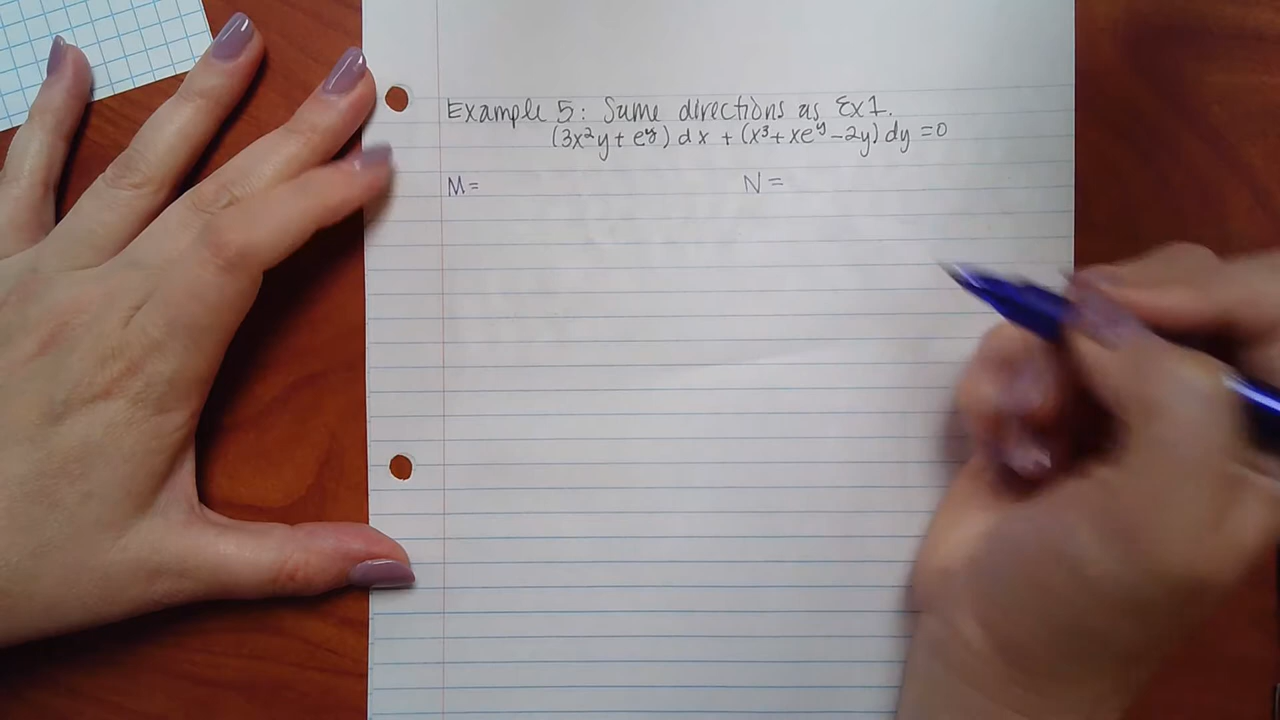 Example 5: Same directions as Ex 1.
(3x²y + eʸ) dx + (x³ + xeʸ − 2y) dy = 0
M = N =